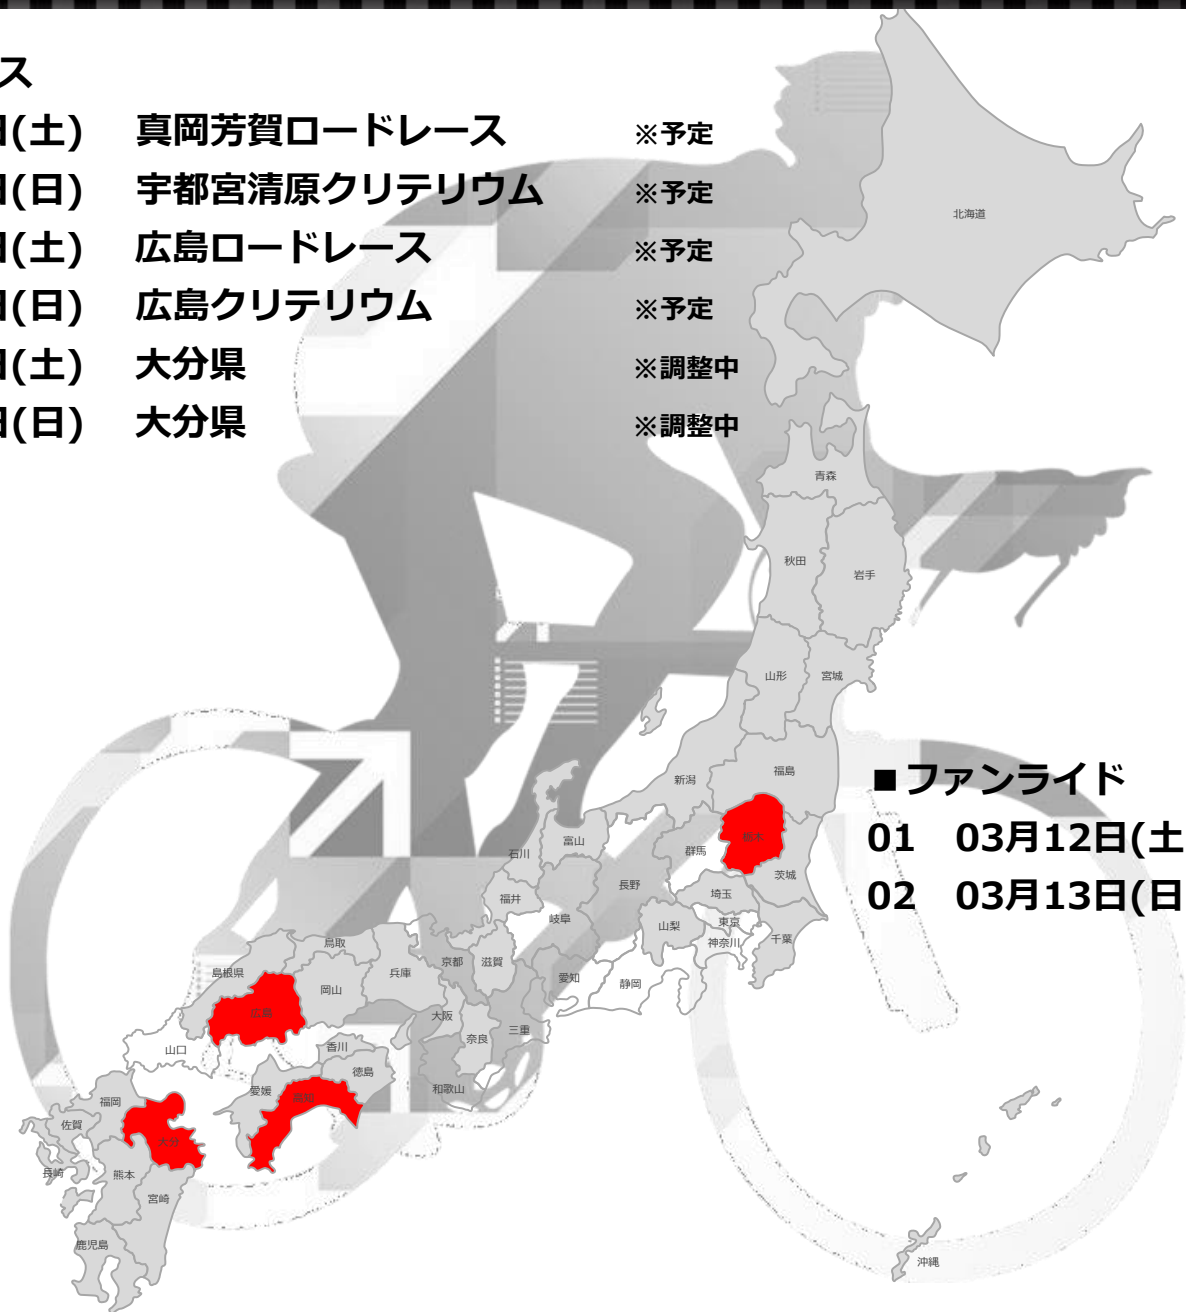 ス
日(土) 真岡芳賀ロードレース ※予定
日(日) 宇都宮清原クリテリウム ※予定
日(土) 広島ロードレース ※予定
日(日) 広島クリテリウム ※予定
日(土) 大分県 ※調整中
日(日) 大分県 ※調整中
北海道
青森
秋田
岩手
山形
宮城
福島
新潟
■ファンライド
01 03月12日(土
02 03月13日(日
栃木
群馬
茨城
富山
石川
長野
埼玉
福井
岐阜
山梨
東京
神奈川
千葉
鳥取
島根県
兵庫
京都
滋賀
愛知
静岡
岡山
広島
大阪
三重
奈良
山口
香川
徳島
和歌山
愛媛
高知
福岡
佐賀
大分
長崎
熊本
宮崎
鹿児島
沖縄